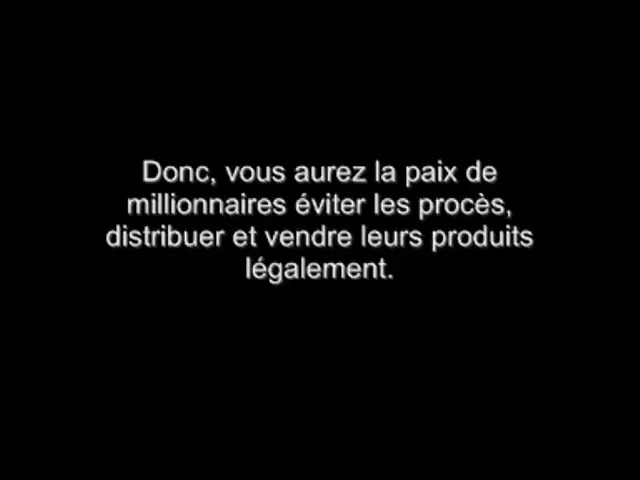 Donc, vous aurez la paix de
millionnaires éviter les procès,
distribuer et vendre leurs produits
légalement.